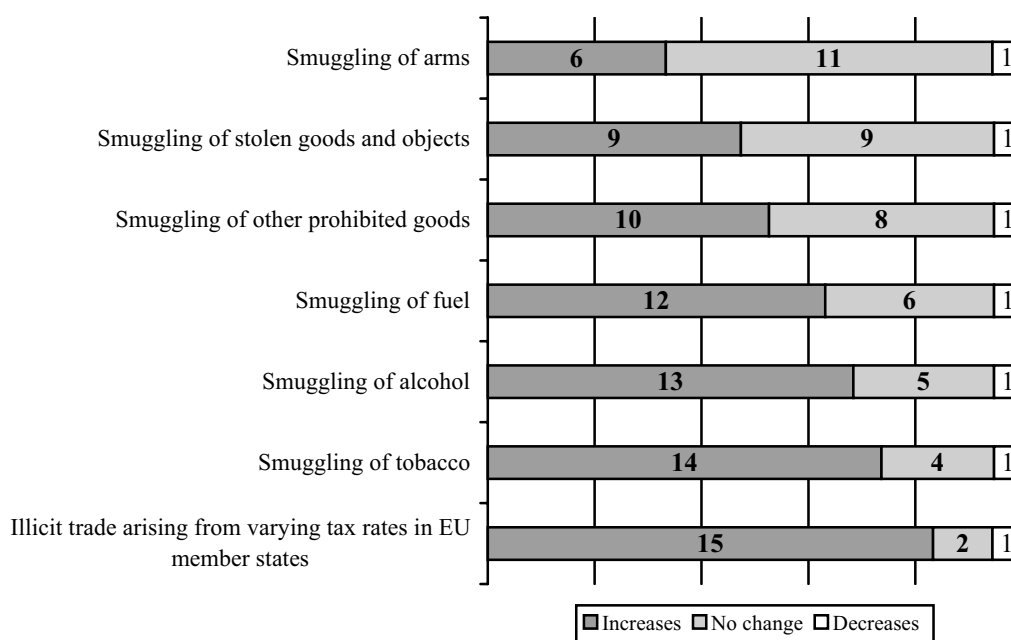 Smuggling of arms 6 11 1
Smuggling of stolen goods and objects 9 9 1
Smuggling of other prohibited goods 10 8 1
Smuggling of fuel 12 6 1
Smuggling of alcohol 13 5 1
Smuggling of tobacco 14 4 1
Illicit trade arising from varying tax rates in EU
member states 15 2 1
Increases No change Decreases